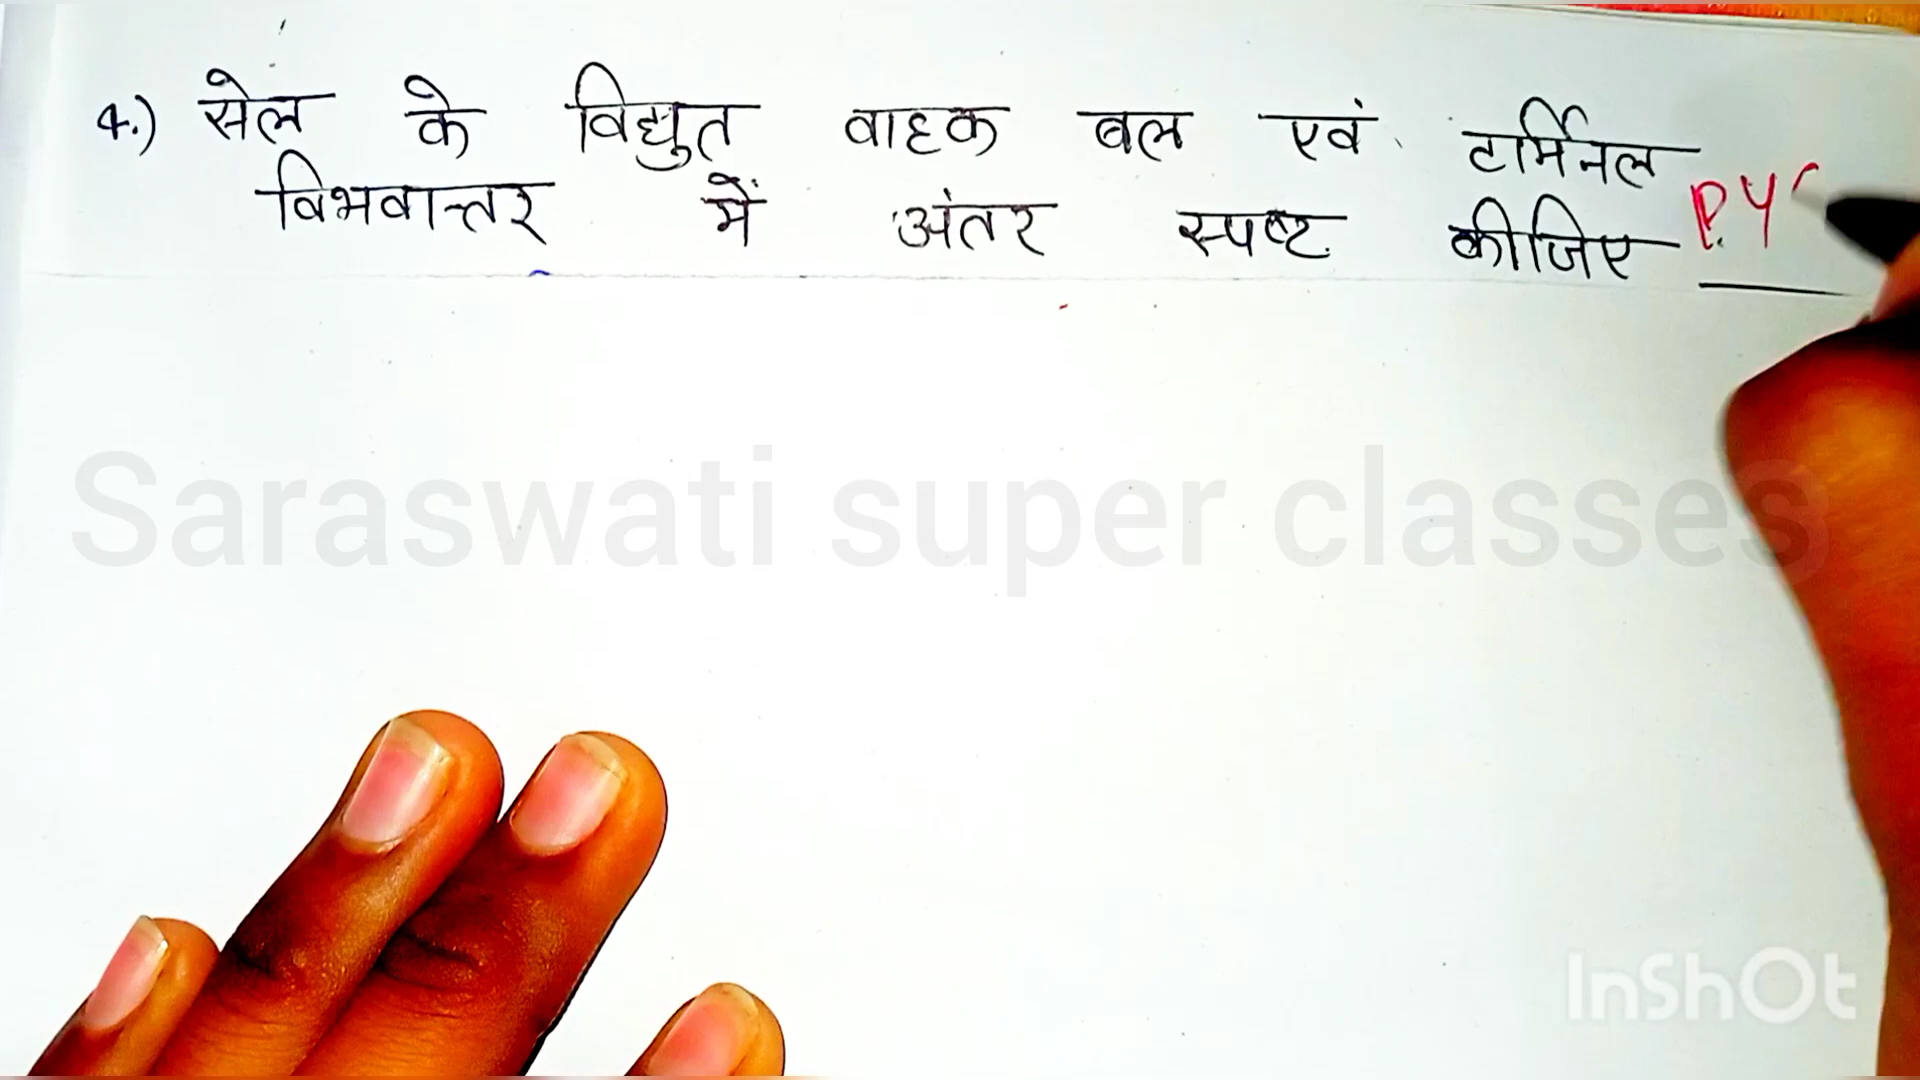 4.) सेल के विद्युत वाहक बल एवं टर्मिनल
विभवान्तर में अंतर स्पष्ट कीजिए P.Y
Saraswati super classes
InShOt